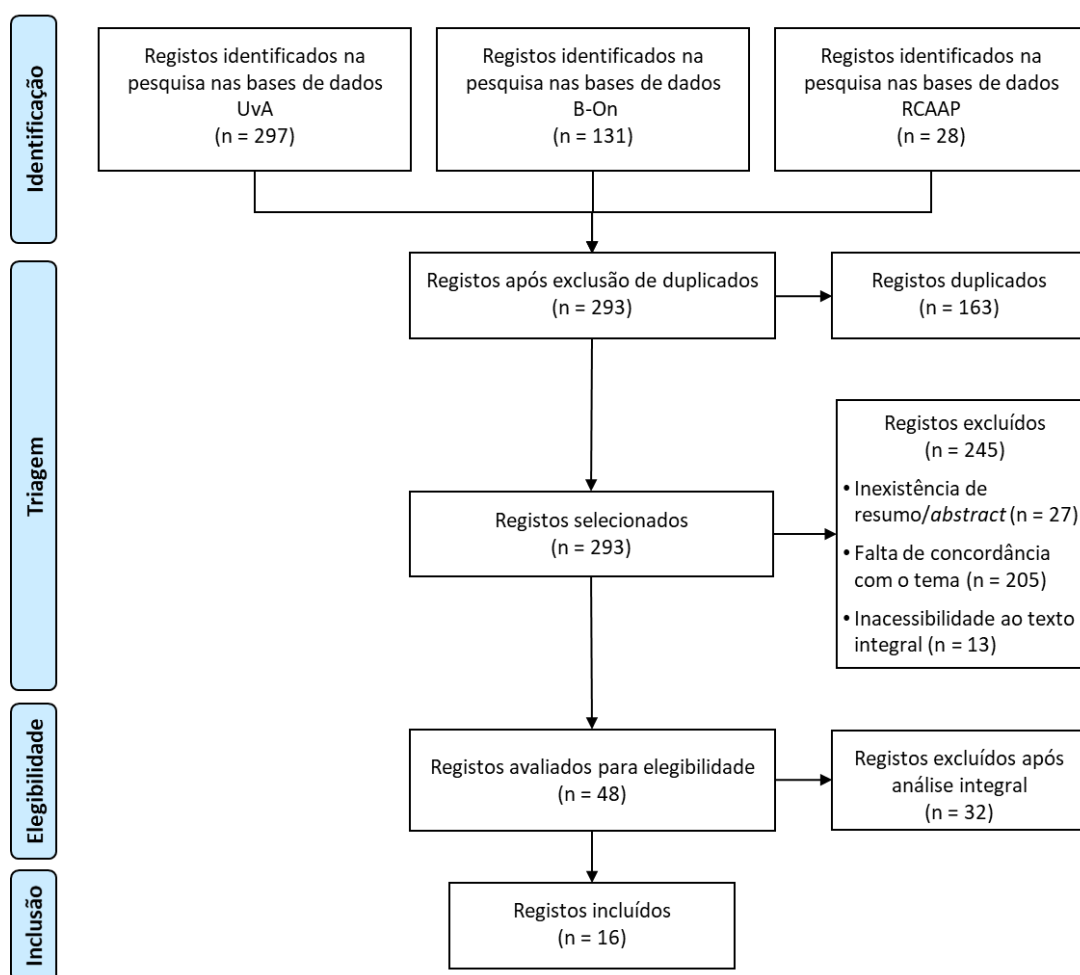 Identificação
Registos identificados na
pesquisa nas bases de dados
UvA
(n = 297)
Registos identificados na
pesquisa nas bases de dados
B-On
(n = 131)
Registos identificados na
pesquisa nas bases de dados
RCAAP
(n = 28)
Triagem
Registos após exclusão de duplicados
(n = 293)
Registos duplicados
(n = 163)
Registos selecionados
(n = 293)
Registos excluídos
(n = 245)
• Inexistência de
resumo/abstract (n = 27)
• Falta de concordância
com o tema (n = 205)
• Inacessibilidade ao texto
integral (n = 13)
Elegibilidade
Registos avaliados para elegibilidade
(n = 48)
Registos excluídos após
análise integral
(n = 32)
Inclusão
Registos incluídos
(n = 16)